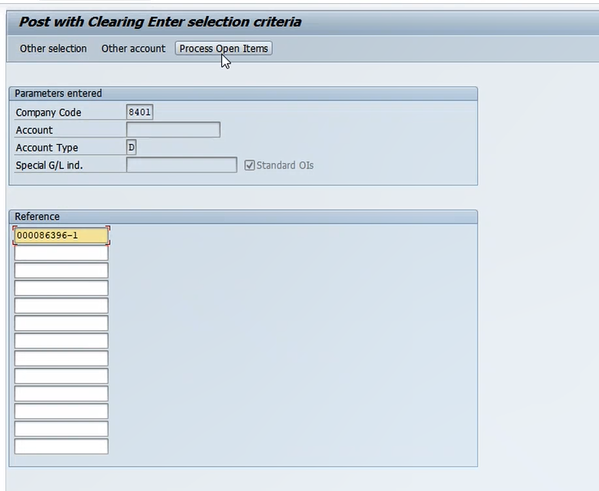 Post with Clearing Enter selection criteria
Other selection Other account Process Open Items
Parameters entered
Company Code 8401
Account
Account Type D
Special G/L ind. Standard OIs
Reference
000086396-1